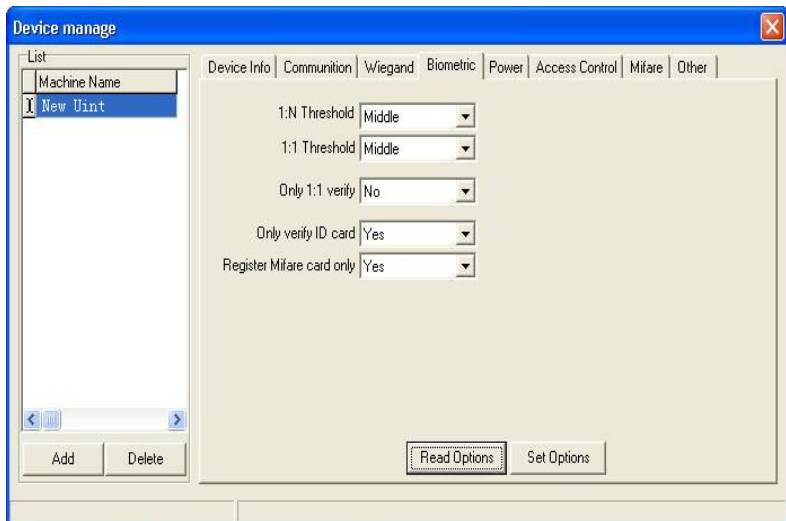 Device manage
List
Machine Name
New Uint
Add Delete
Device Info Communition Wiegand Biometric Power Access Control Mifare Other
1:N Threshold Middle
1:1 Threshold Middle
Only 1:1 verify No
Only verify ID card Yes
Register Mifare card only Yes
Read Options Set Options